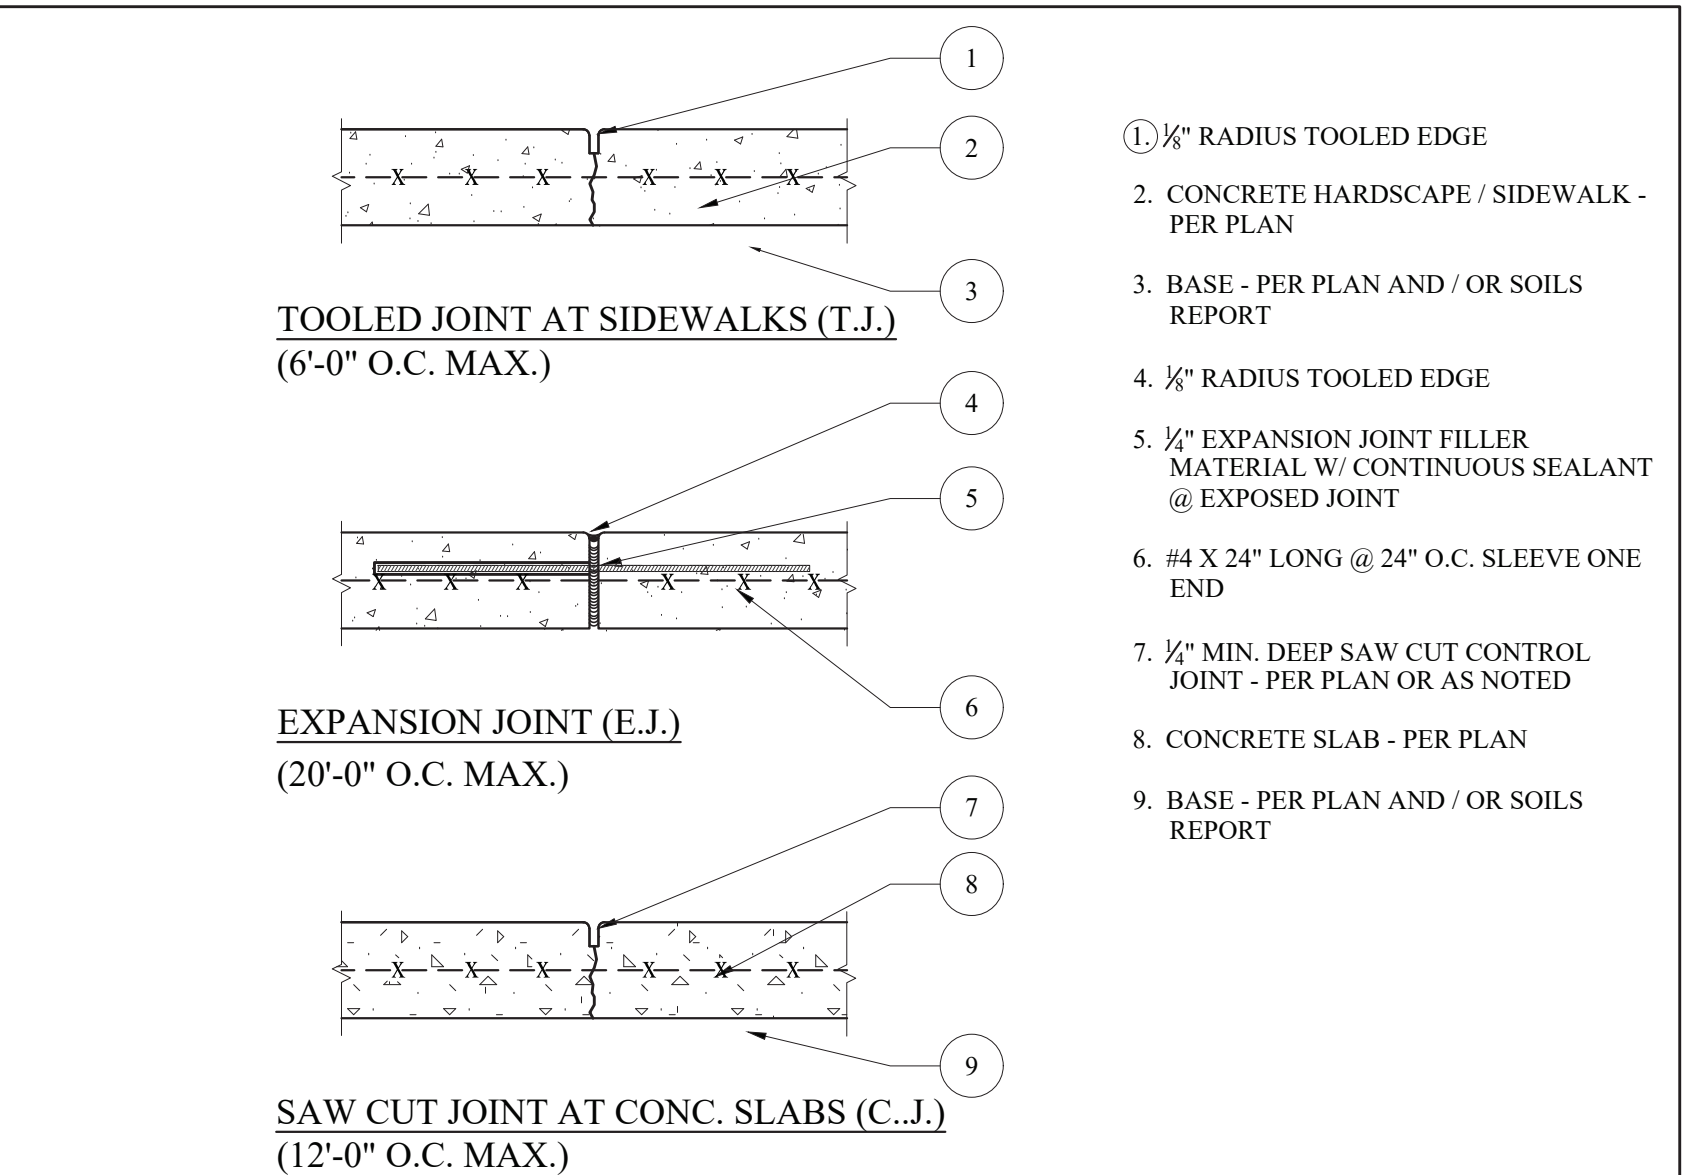 1
2
3
TOOLED JOINT AT SIDEWALKS (T.J.)
(6'-0" O.C. MAX.)
X X X X X X
4
5
6
EXPANSION JOINT (E.J.)
(20'-0" O.C. MAX.)
X X X X X X
7
8
9
SAW CUT JOINT AT CONC. SLABS (C..J.)
(12'-0" O.C. MAX.)
X X X X X X
1. ⅛" RADIUS TOOLED EDGE
2. CONCRETE HARDSCAPE / SIDEWALK -
PER PLAN
3. BASE - PER PLAN AND / OR SOILS
REPORT
4. ⅛" RADIUS TOOLED EDGE
5. ¼" EXPANSION JOINT FILLER
MATERIAL W/ CONTINUOUS SEALANT
@ EXPOSED JOINT
6. #4 X 24" LONG @ 24" O.C. SLEEVE ONE
END
7. ¼" MIN. DEEP SAW CUT CONTROL
JOINT - PER PLAN OR AS NOTED
8. CONCRETE SLAB - PER PLAN
9. BASE - PER PLAN AND / OR SOILS
REPORT